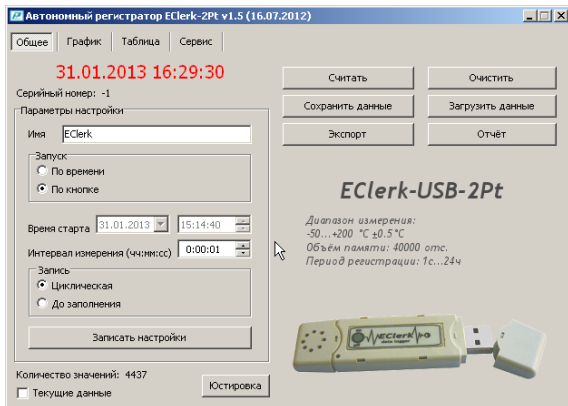 Автономный регистратор EClerk-2Pt v1.5 (16.07.2012)
Общее График Таблица Сервис
31.01.2013 16:29:30
Серийный номер: -1
Параметры настройки
Имя EClerk
Запуск
По времени
По кнопке
Время старта 31.01.2013 15:14:40
Интервал измерения (чч:мм:сс) 0:00:01
Запись
Циклическая
До заполнения
Записать настройки
Количество значений: 4437
Текущие данные
Юстировка
Считать Очистить
Сохранить данные Загрузить данные
Экспорт Отчёт
EClerk-USB-2Pt
Диапазон измерения:
-50...+200 °C ±0.5 °C
Объём памяти: 40000 отс.
Период регистрации: 1с...24ч
EClerk
data logger